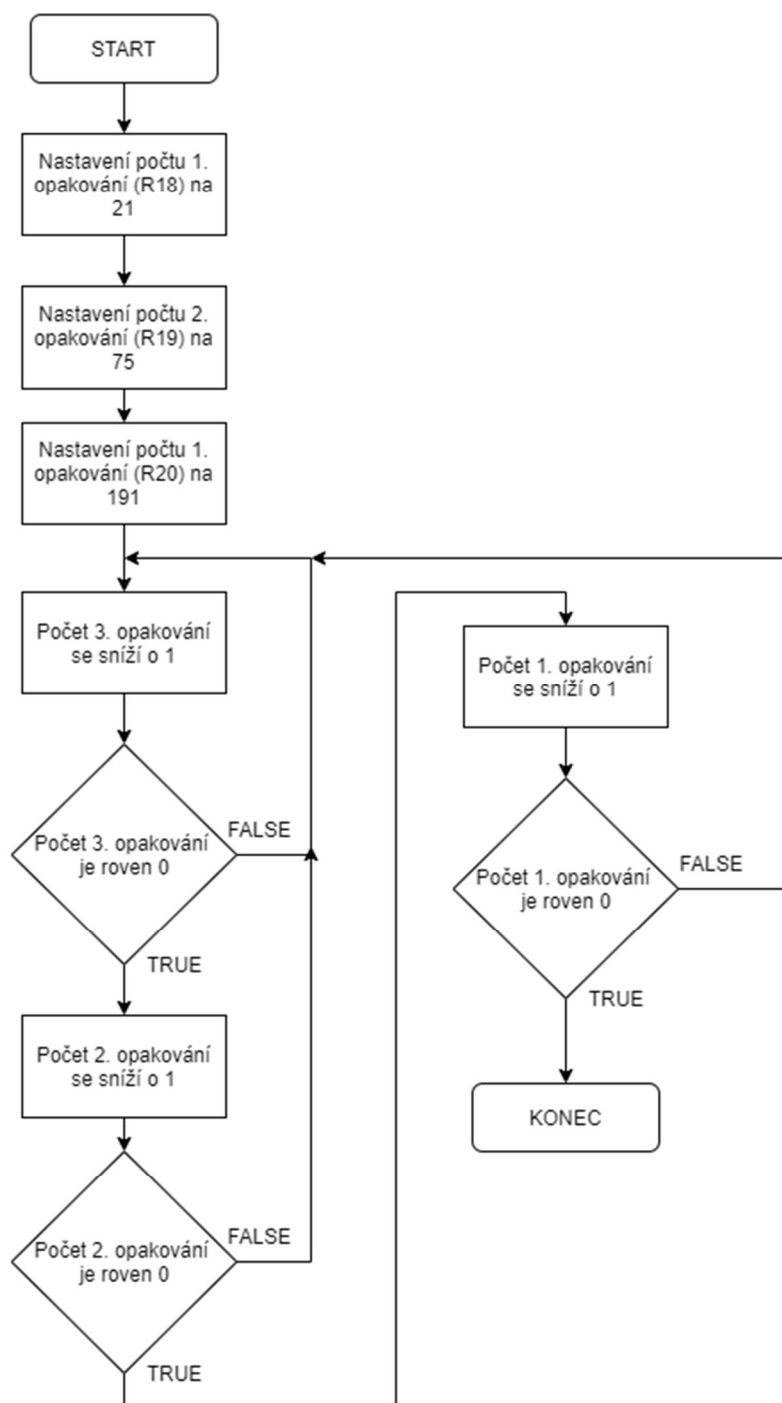 START
Nastavení počtu 1.
opakování (R18) na
21
Nastavení počtu 2.
opakování (R19) na
75
Nastavení počtu 1.
opakování (R20) na
191
Počet 3. opakování
se sníží o 1
Počet 3. opakování
je roven 0
FALSE
TRUE
Počet 2. opakování
se sníží o 1
Počet 2. opakování
je roven 0
FALSE
TRUE
Počet 1. opakování
se sníží o 1
Počet 1. opakování
je roven 0
FALSE
TRUE
KONEC